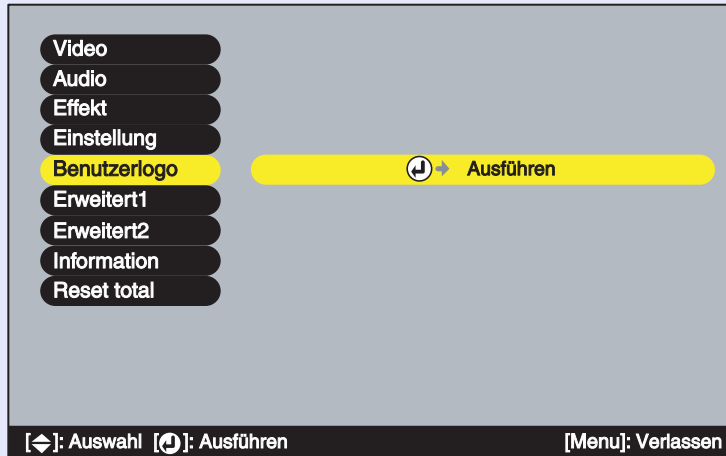 Video
Audio
Effekt
Einstellung
Benutzerlogo
Ausführen
Erweitert1
Erweitert2
Information
Reset total
[]: Auswahl []: Ausführen [Menu]: Verlassen